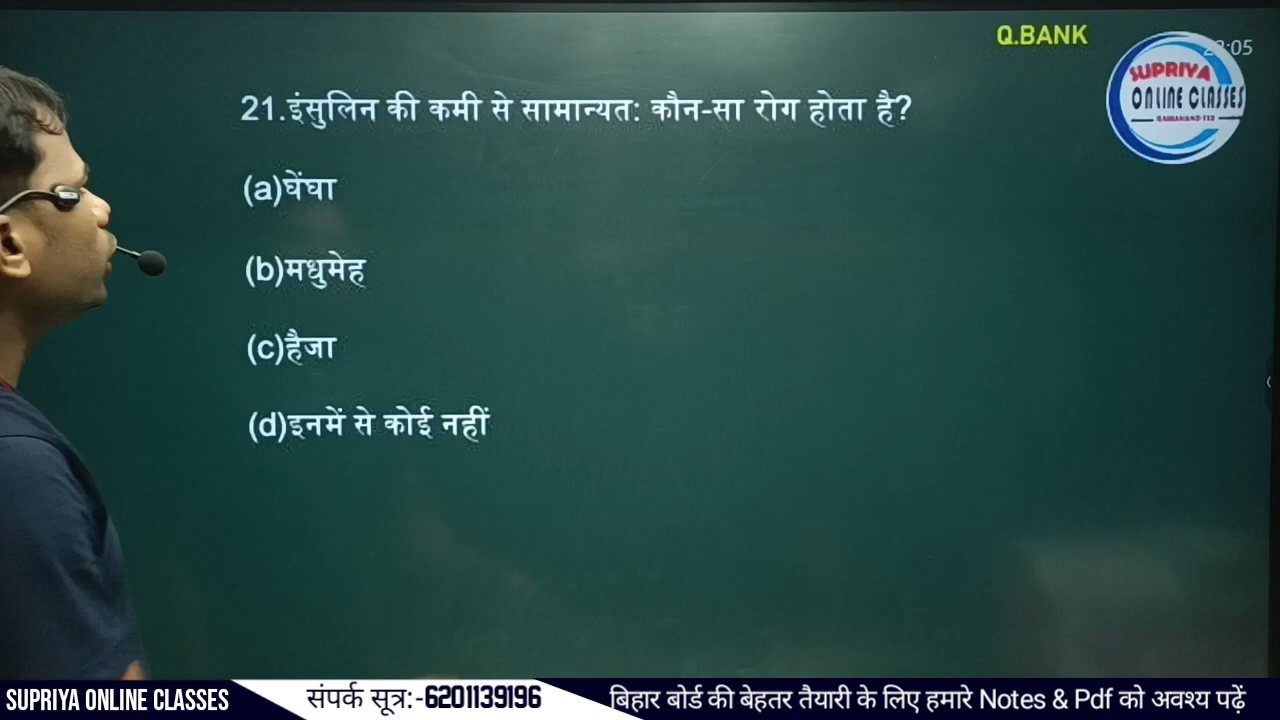 Q.BANK
:05
SUPRIYA
ONLINE CLASSES
21.इंसुलिन की कमी से सामान्यत: कौन-सा रोग होता है?
(a)घेंघा
(b)मधुमेह
(c)हैजा
(d)इनमें से कोई नहीं
SUPRIYA ONLINE CLASSES
संपर्क सूत्र:-6201139196
बिहार बोर्ड की बेहतर तैयारी के लिए हमारे Notes & Pdf को अवश्य पढ़ें